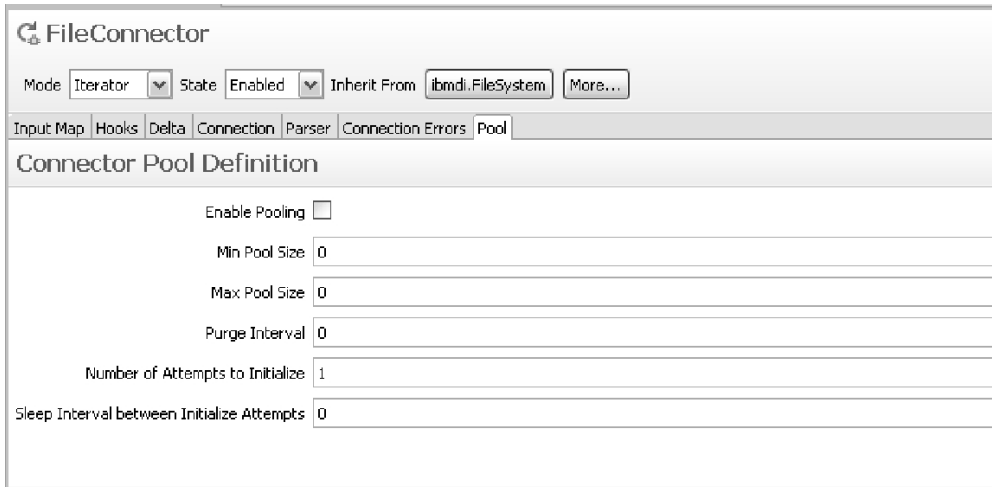 FileConnector
Mode Iterator State Enabled Inherit From ibmdi.FileSystem More...
Input Map Hooks Delta Connection Parser Connection Errors Pool
Connector Pool Definition
Enable Pooling
Min Pool Size 0
Max Pool Size 0
Purge Interval 0
Number of Attempts to Initialize 1
Sleep Interval between Initialize Attempts 0